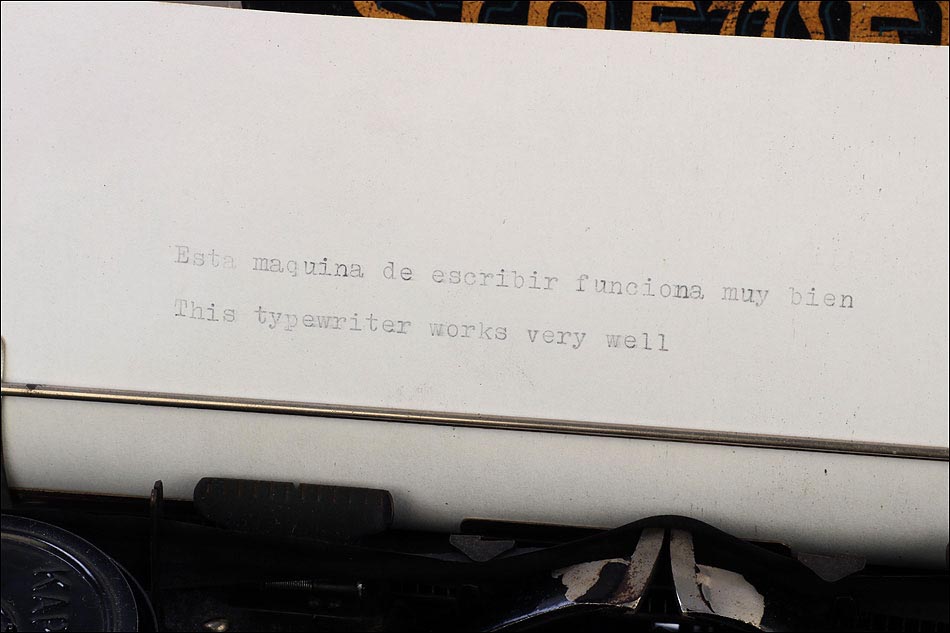 Esta maquina de escribir funciona muy bien
This typewriter works very well